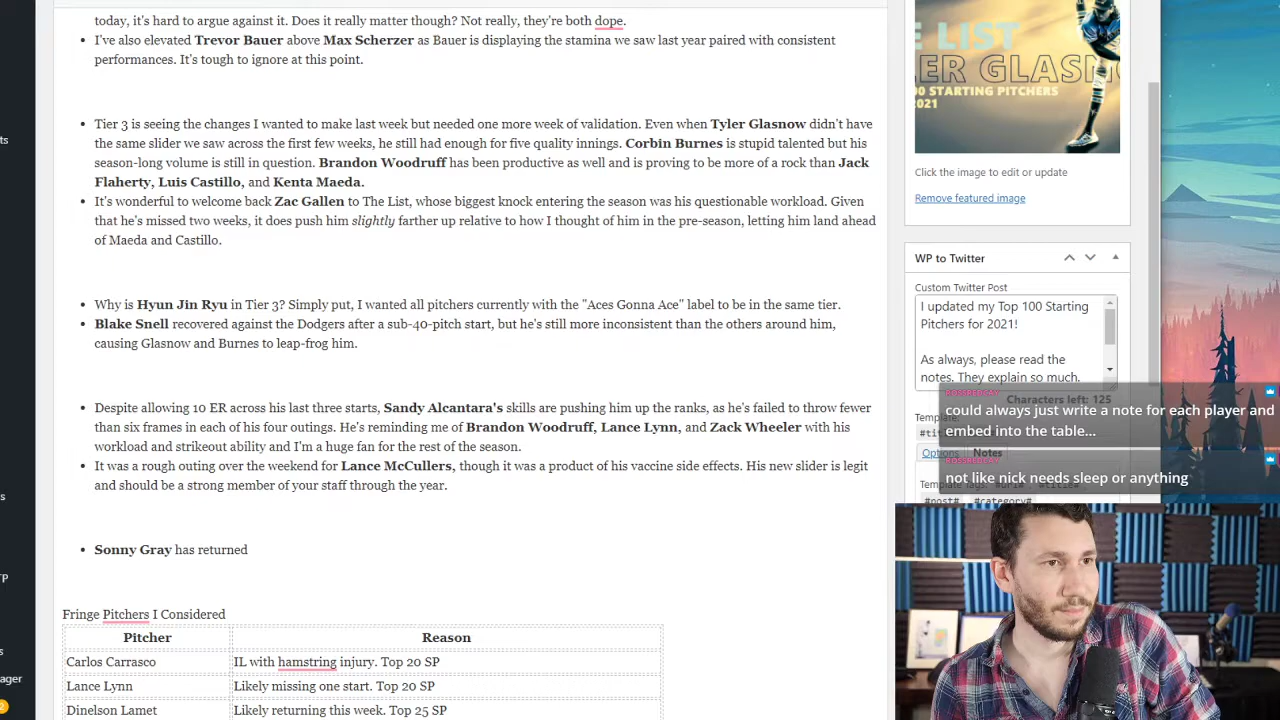 today, it's hard to argue against it. Does it really matter though? Not really, they're both dope.
I've also elevated Trevor Bauer above Max Scherzer as Bauer is displaying the stamina we saw last year paired with consistent
performances. It's tough to ignore at this point.
Tier 3 is seeing the changes I wanted to make last week but needed one more week of validation. Even when Tyler Glasnow didn't have
the same slider we saw across the first few weeks, he still had enough for five quality innings. Corbin Burnes is stupid talented but his
season-long volume is still in question. Brandon Woodruff has been productive as well and is proving to be more of a rock than Jack
Flaherty, Luis Castillo, and Kenta Maeda.
It's wonderful to welcome back Zac Gallen to The List, whose biggest knock entering the season was his questionable workload. Given
that he's missed two weeks, it does push him slightly farther up relative to how I thought of him in the pre-season, letting him land ahead
of Maeda and Castillo.
Why is Hyun Jin Ryu in Tier 3? Simply put, I wanted all pitchers currently with the "Aces Gonna Ace" label to be in the same tier.
Blake Snell recovered against the Dodgers after a sub-40-pitch start, but he's still more inconsistent than the others around him,
causing Glasnow and Burnes to leap-frog him.
Despite allowing 10 ER across his last three starts, Sandy Alcantara's skills are pushing him up the ranks, as he's failed to throw fewer
than six frames in each of his four outings. He's reminding me of Brandon Woodruff, Lance Lynn, and Zack Wheeler with his
workload and strikeout ability and I'm a huge fan for the rest of the season.
It was a rough outing over the weekend for Lance McCullers, though it was a product of his vaccine side effects. His new slider is legit
and should be a strong member of your staff through the year.
Sonny Gray has returned
Fringe Pitchers I Considered
Pitcher Reason
Carlos Carrasco IL with hamstring injury. Top 20 SP
Lance Lynn Likely missing one start. Top 20 SP
Dinelson Lamet Likely returning this week. Top 25 SP
E LIST
ER GLASN
00 STARTING PITCHERS
2021
Click the image to edit or update
Remove featured image
WP to Twitter
Custom Twitter Post
I updated my Top 100 Starting
Pitchers for 2021!
As always, please read the
notes. They explain so much.
Characters left: 125
could always just write a note for each player and
embed into the table...
Notes
not like nick needs sleep or anything
Template Tags:
#post# #category#